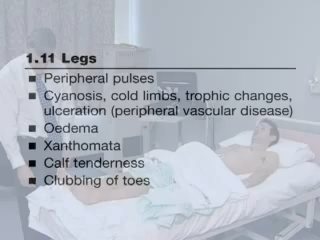 1.11 Legs
■ Peripheral pulses
■ Cyanosis, cold limbs, trophic changes,
ulceration (peripheral vascular disease)
■ Oedema
■ Xanthomata
■ Calf tenderness
■ Clubbing of toes